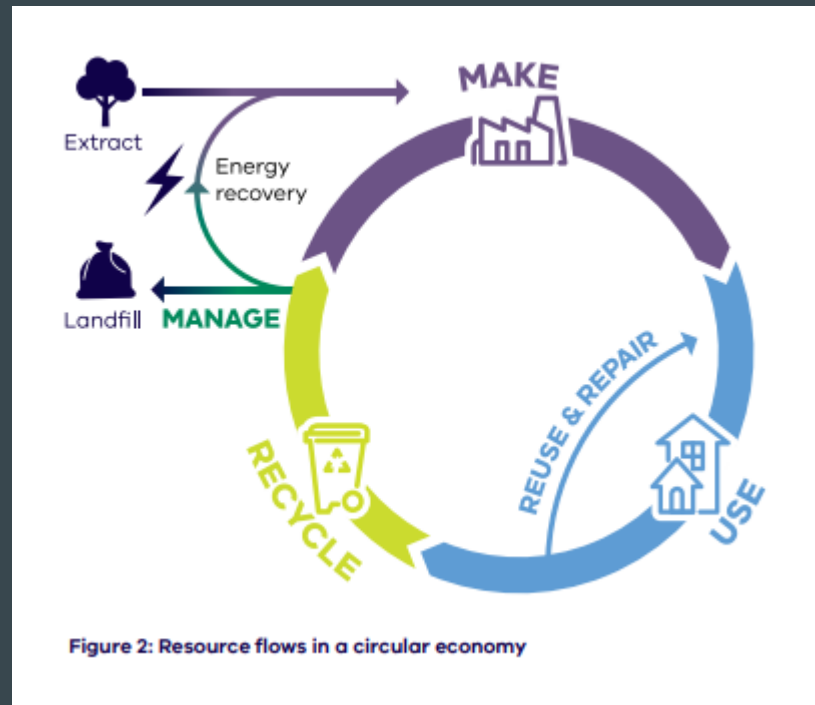 MAKE
Extract
Energy
recovery
Landfill
MANAGE
REUSE & REPAIR
RECYCLE
USE
Figure 2: Resource flows in a circular economy